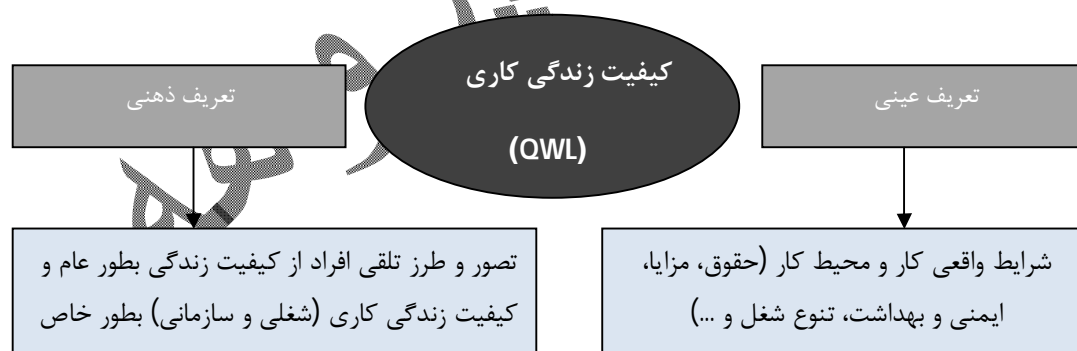 کیفیت زندگی کاری
(QWL)
تعریف عینی
شرایط واقعی کار و محیط کار (حقوق، مزایا،
ایمنی و بهداشت، تنوع شغل و ...)
تعریف ذهنی
تصور و طرز تلقی افراد از کیفیت زندگی بطور عام و
کیفیت زندگی کاری (شغلی و سازمانی) بطور خاص